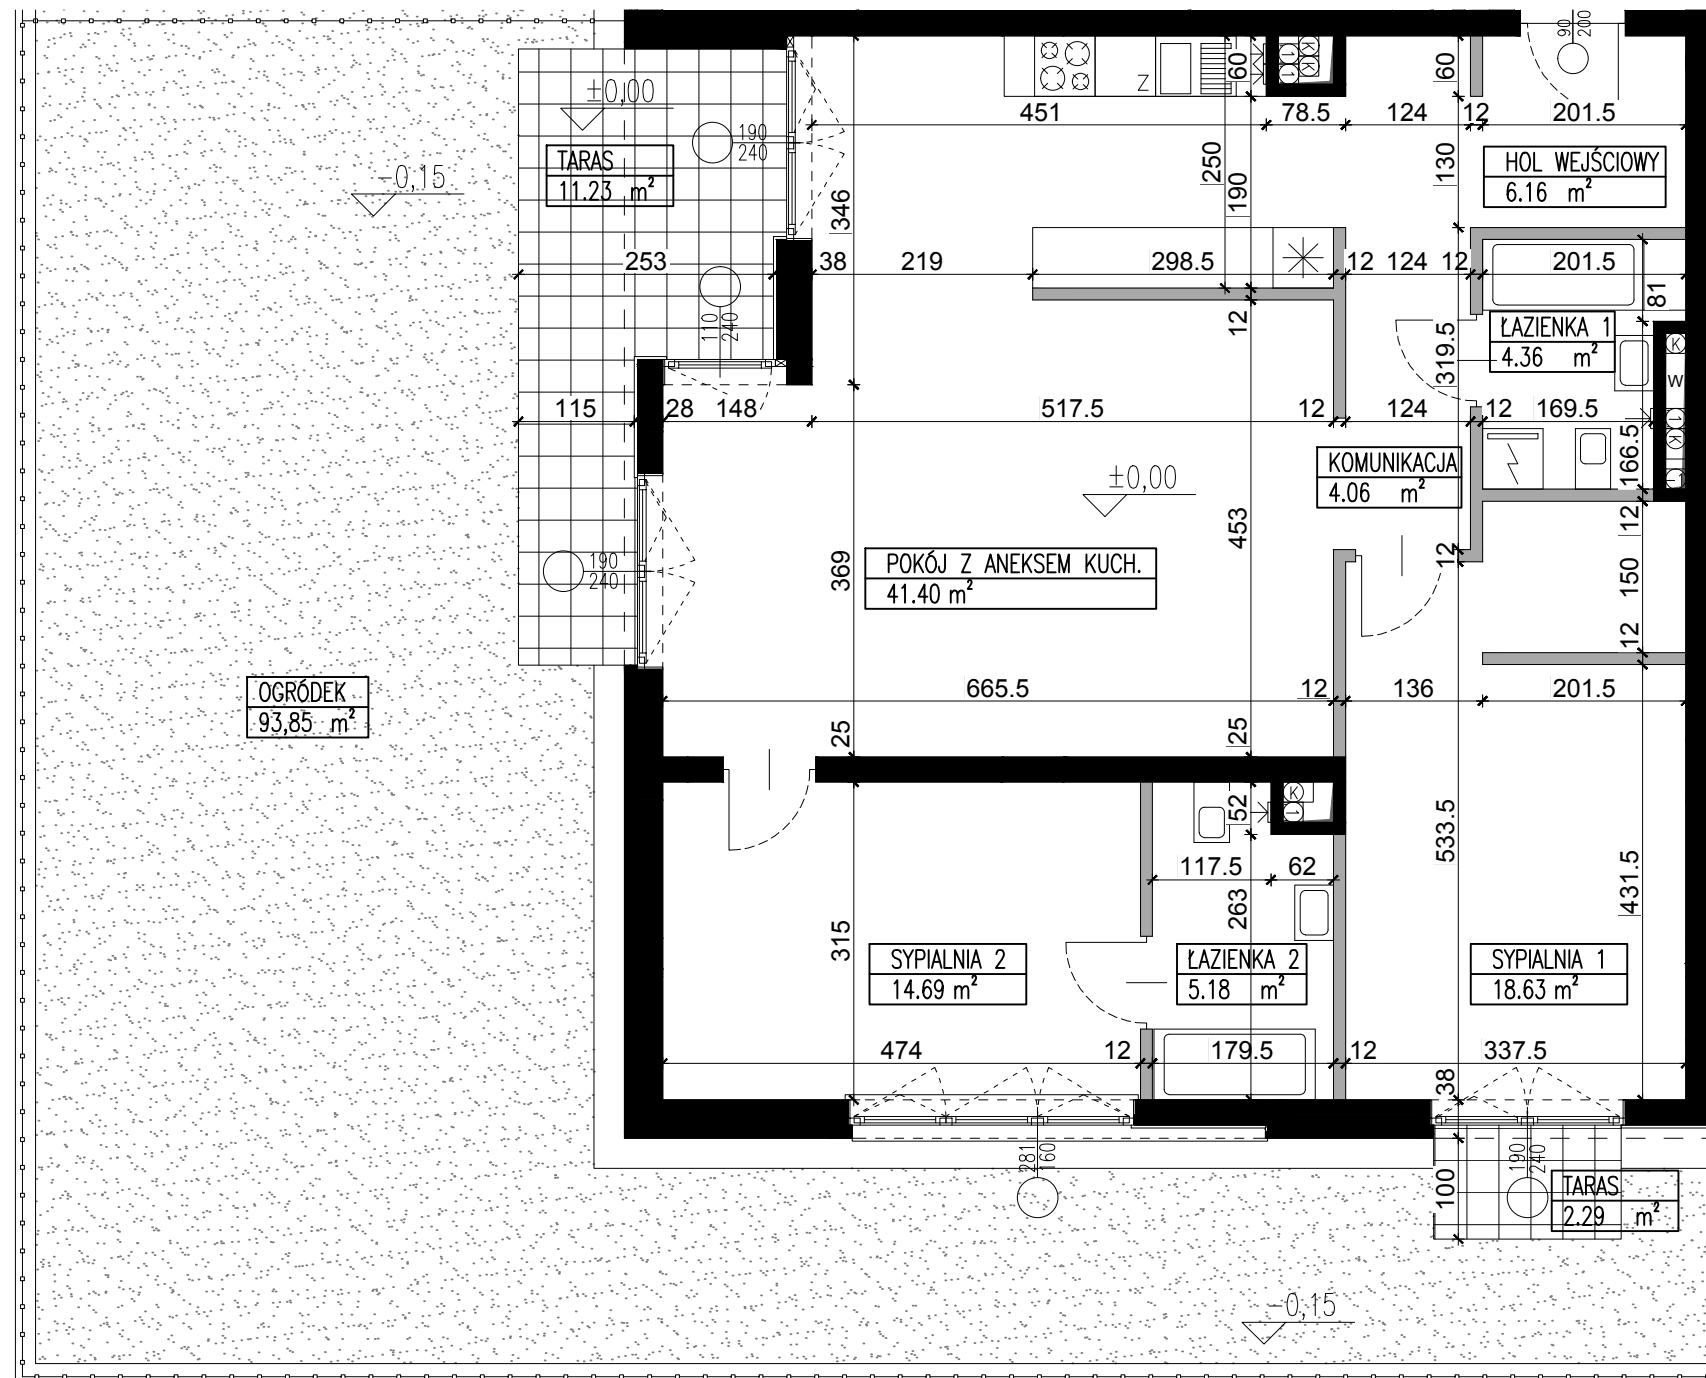 90
200
±0,00
60
60
451
78.5
124
12
201.5
190
240
TARAS
11.23 m²
-0,15
250
190
130
HOL WEJŚCIOWY
6.16 m²
346
253
38
219
298.5
12
124
12
201.5
81
110
240
12
319.5
ŁAZIENKA 1
4.36 m²
K
W
115
28
148
517.5
12
124
12
169.5
166.5
KOMUNIKACJA
4.06 m²
±0,00
453
12
12
190
240
369
POKÓJ Z ANEKSEM KUCH.
41.40 m²
150
12
OGRÓDEK
93,85 m²
665.5
12
136
201.5
25
25
52
K
1
533.5
117.5
62
263
431.5
315
SYPIALNIA 2
14.69 m²
ŁAZIENKA 2
5.18 m²
SYPIALNIA 1
18.63 m²
474
12
179.5
12
337.5
38
281
160
190
240
100
TARAS
2.29 m²
-0,15
Z
K
K
1
1
1
K
1